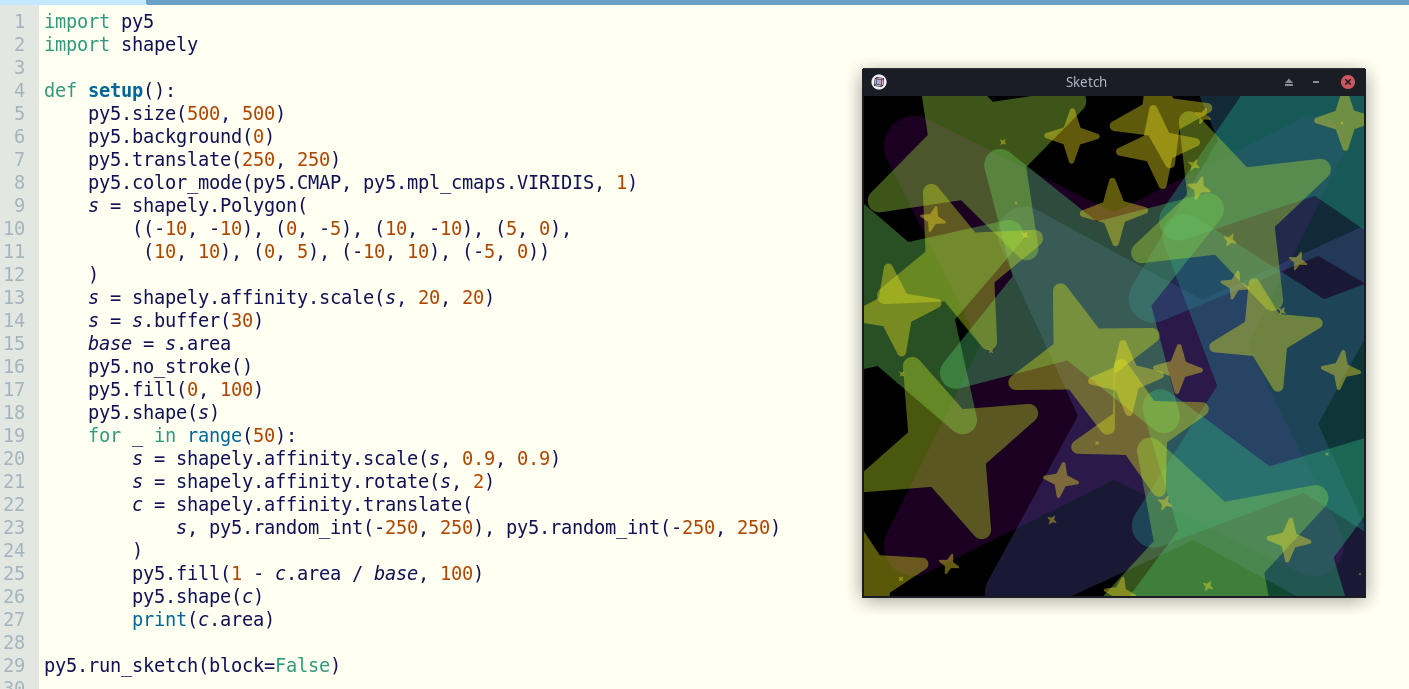 1 import py5
2 import shapely
3
4 def setup():
5     py5.size(500, 500)
6     py5.background(0)
7     py5.translate(250, 250)
8     py5.color_mode(py5.CMAP, py5.mpl_cmaps.VIRIDIS, 1)
9     s = shapely.Polygon(
10         ((-10, -10), (0, -5), (10, -10), (5, 0),
11          (10, 10), (0, 5), (-10, 10), (-5, 0))
12     )
13     s = shapely.affinity.scale(s, 20, 20)
14     s = s.buffer(30)
15     base = s.area
16     py5.no_stroke()
17     py5.fill(0, 100)
18     py5.shape(s)
19     for _ in range(50):
20         s = shapely.affinity.scale(s, 0.9, 0.9)
21         s = shapely.affinity.rotate(s, 2)
22         c = shapely.affinity.translate(
23             s, py5.random_int(-250, 250), py5.random_int(-250, 250)
24         )
25         py5.fill(1 - c.area / base, 100)
26         py5.shape(c)
27         print(c.area)
28
29 py5.run_sketch(block=False)
30
Sketch